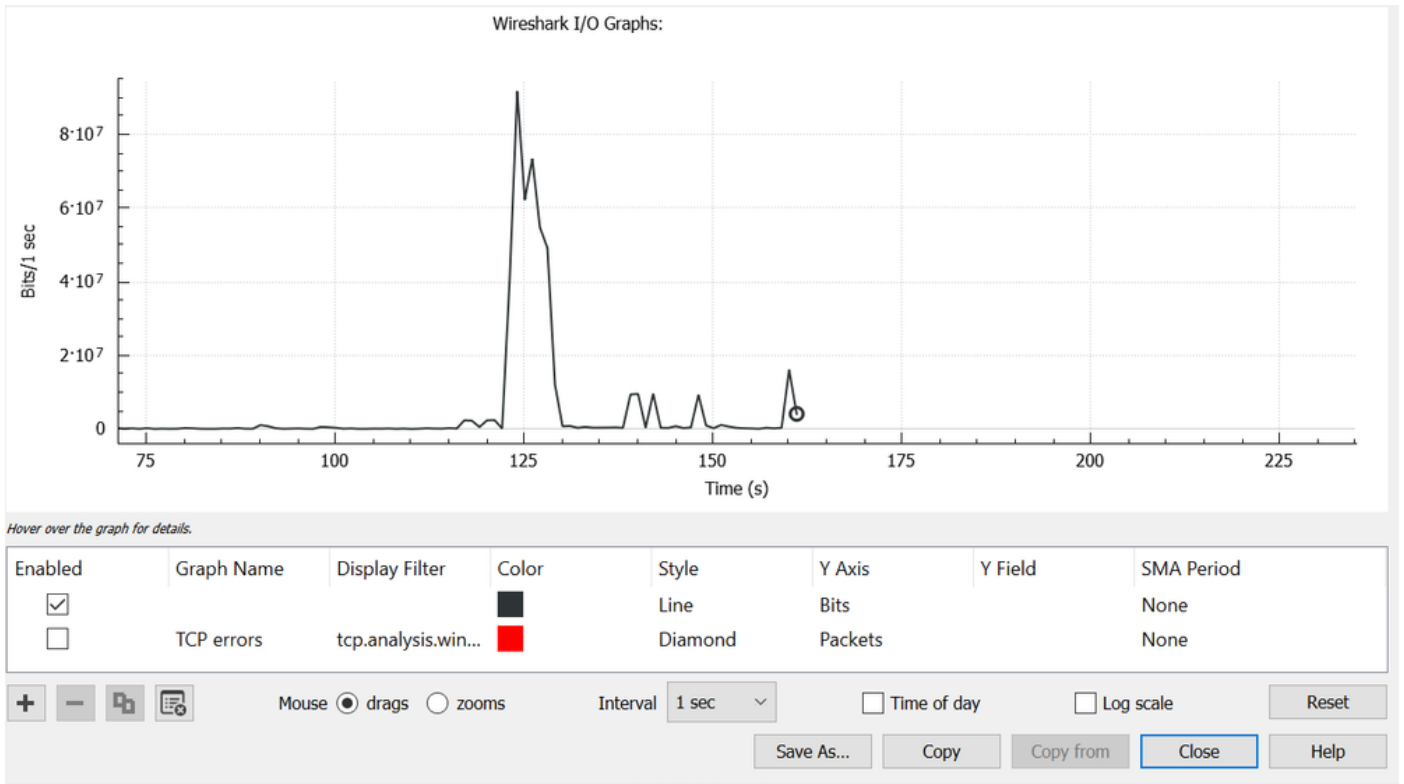 Wireshark I/O Graphs:
8·10⁷
6·10⁷
4·10⁷
2·10⁷
0
Bits/1 sec
75 100 125 150 175 200 225
Time (s)
Hover over the graph for details.
Enabled Graph Name Display Filter Color Style Y Axis Y Field SMA Period
Line Bits None
TCP errors tcp.analysis.win... Diamond Packets None
Mouse drags zooms Interval 1 sec Time of day Log scale Reset
Save As... Copy Copy from Close Help